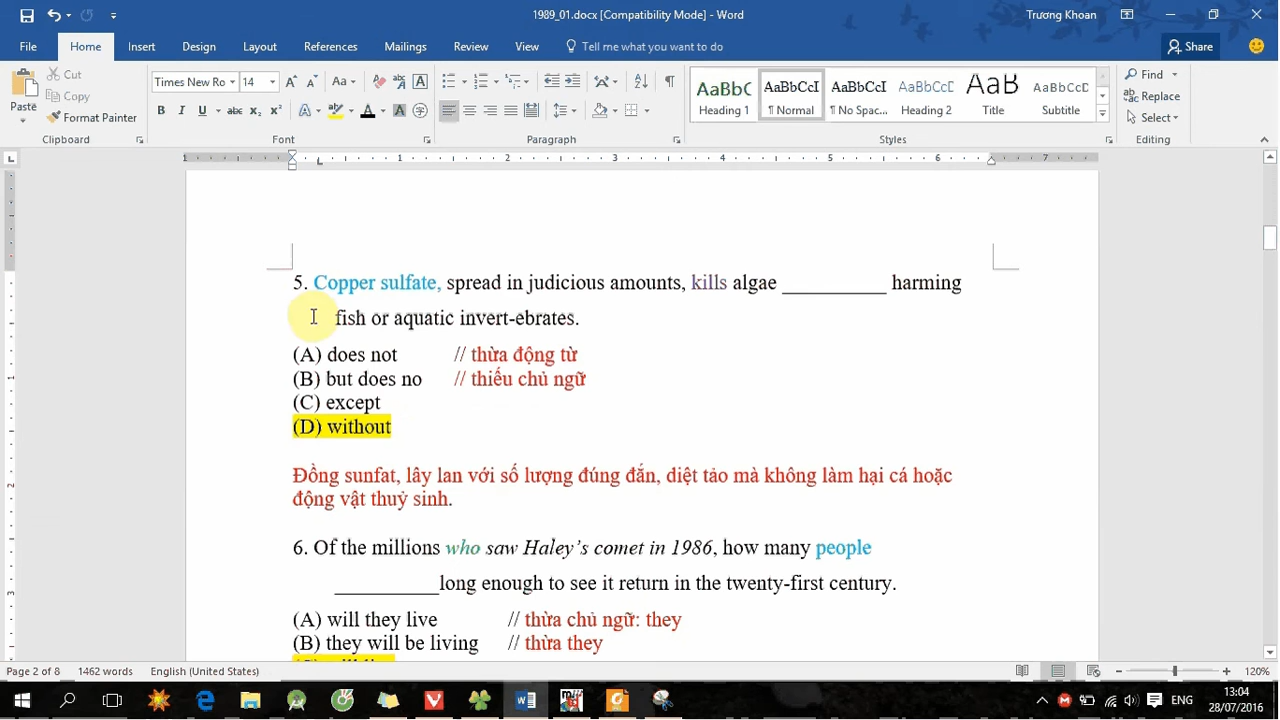 1989_01.docx [Compatibility Mode] - Word
Trương Khoan
File Home Insert Design Layout References Mailings Review View Tell me what you want to do Share
Paste
Cut
Copy
Format Painter
Clipboard
Times New Ro 14
Font
Paragraph
AaBbC AaBbCcI AaBbCcI AaBbCcD AaB AaBbCcD
Heading 1 ¶ Normal ¶ No Spac... Heading 2 Title Subtitle
Styles
Find
Replace
Select
Editing
1 1 2 3 4 5 6 7
5. Copper sulfate, spread in judicious amounts, kills algae __________ harming
fish or aquatic invert-ebrates.
(A) does not // thừa động từ
(B) but does no // thiếu chủ ngữ
(C) except
(D) without
Đồng sunfat, lây lan với số lượng đúng đắn, diệt tảo mà không làm hại cá hoặc
động vật thuỷ sinh.
6. Of the millions who saw Haley's comet in 1986, how many people
__________long enough to see it return in the twenty-first century.
(A) will they live // thừa chủ ngữ: they
(B) they will be living // thừa they
Page 2 of 8 1462 words English (United States) 120%
ENG
13:04
28/07/2016